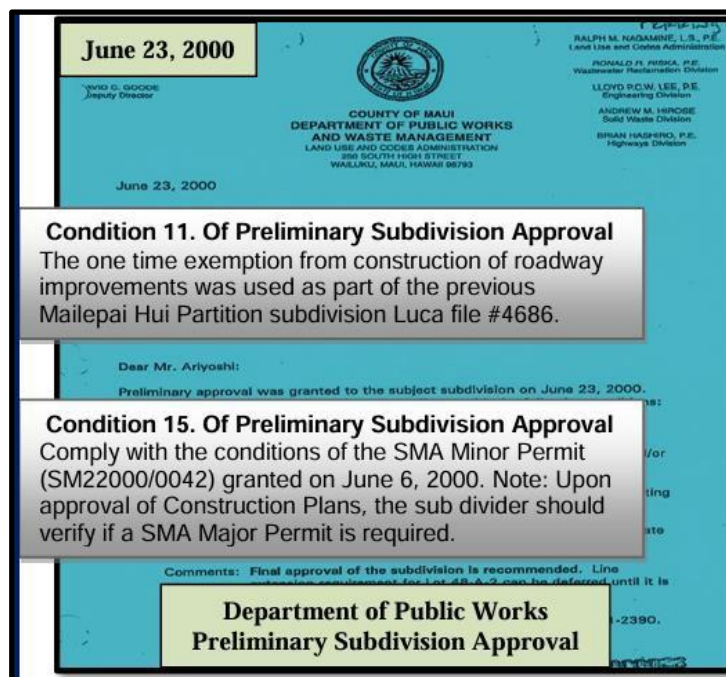 June 23, 2000
RALPH M. NAGAMINE, L.S., P.E.
Land Use and Codes Administration
RONALD R. RISKA, P.E.
Wastewater Reclamation Division
LLOYD P.C.W. LEE, P.E.
Engineering Division
ANDREW M. HIROSE
Solid Waste Division
BRIAN HASHIRO, P.E.
Highways Division
DAVID C. GOODE
Deputy Director
COUNTY OF MAUI
DEPARTMENT OF PUBLIC WORKS
AND WASTE MANAGEMENT
LAND USE AND CODES ADMINISTRATION
250 SOUTH HIGH STREET
WAILUKU, MAUI, HAWAII 96793
June 23, 2000
Condition 11. Of Preliminary Subdivision Approval
The one time exemption from construction of roadway
improvements was used as part of the previous
Mailepai Hui Partition subdivision Luca file #4686.
Dear Mr. Ariyoshi:
Preliminary approval was granted to the subject subdivision on June 23, 2000.
Condition 15. Of Preliminary Subdivision Approval
Comply with the conditions of the SMA Minor Permit
(SM22000/0042) granted on June 6, 2000. Note: Upon
approval of Construction Plans, the sub divider should
verify if a SMA Major Permit is required.
Comments: Final approval of the subdivision is recommended. Line
extension requirement for Lot 48-A-2 can be deferred until it is
-2390.
Department of Public Works
Preliminary Subdivision Approval